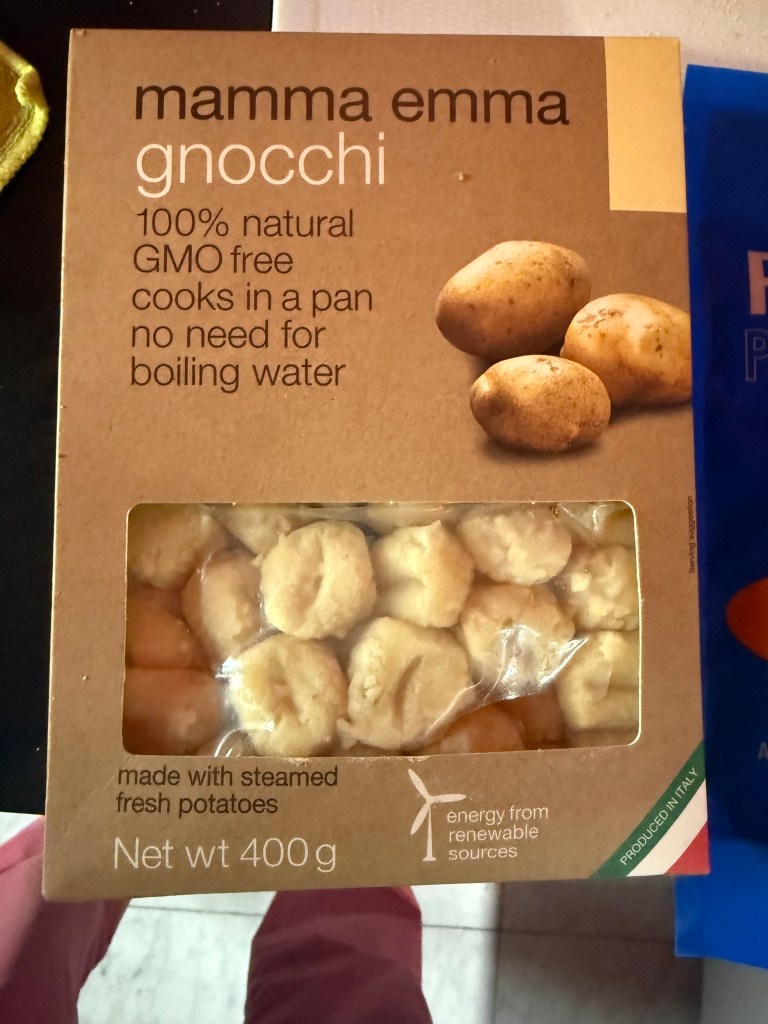 mamma emma
gnocchi
100% natural
GMO free
cooks in a pan
no need for
boiling water
Serving suggestion
made with steamed
fresh potatoes
Net wt 400g
energy from
renewable
sources
PRODUCED IN ITALY